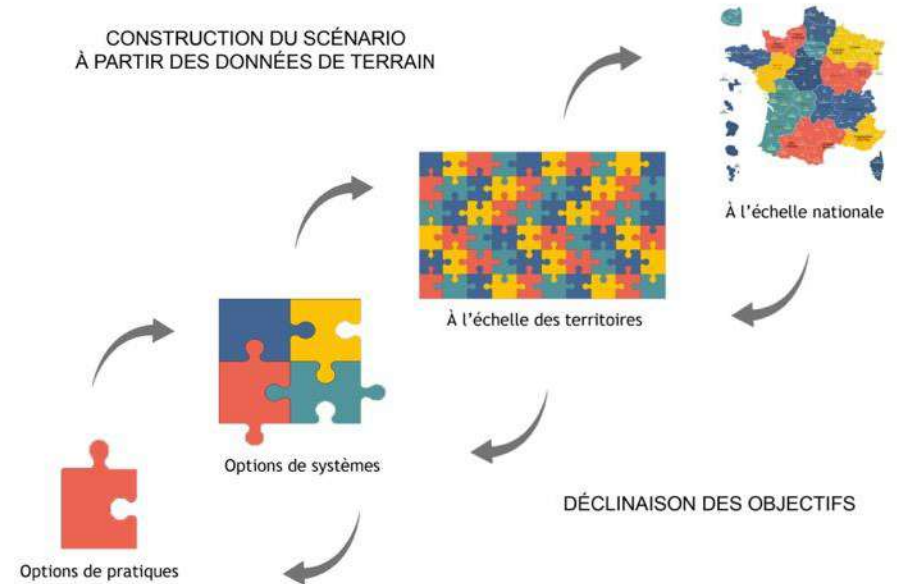 CONSTRUCTION DU SCÉNARIO
À PARTIR DES DONNÉES DE TERRAIN
À l'échelle nationale
À l'échelle des territoires
Options de systèmes
DÉCLINAISON DES OBJECTIFS
Options de pratiques